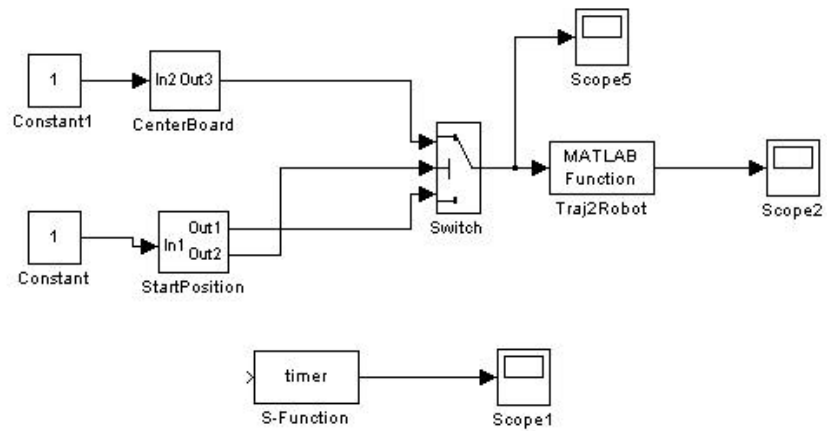 Scope5
1
Constant1
In2 Out3
CenterBoard
MATLAB
Function
Traj2Robot
Scope2
Switch
1
Constant
In1
Out1
Out2
StartPosition
timer
S-Function
Scope1